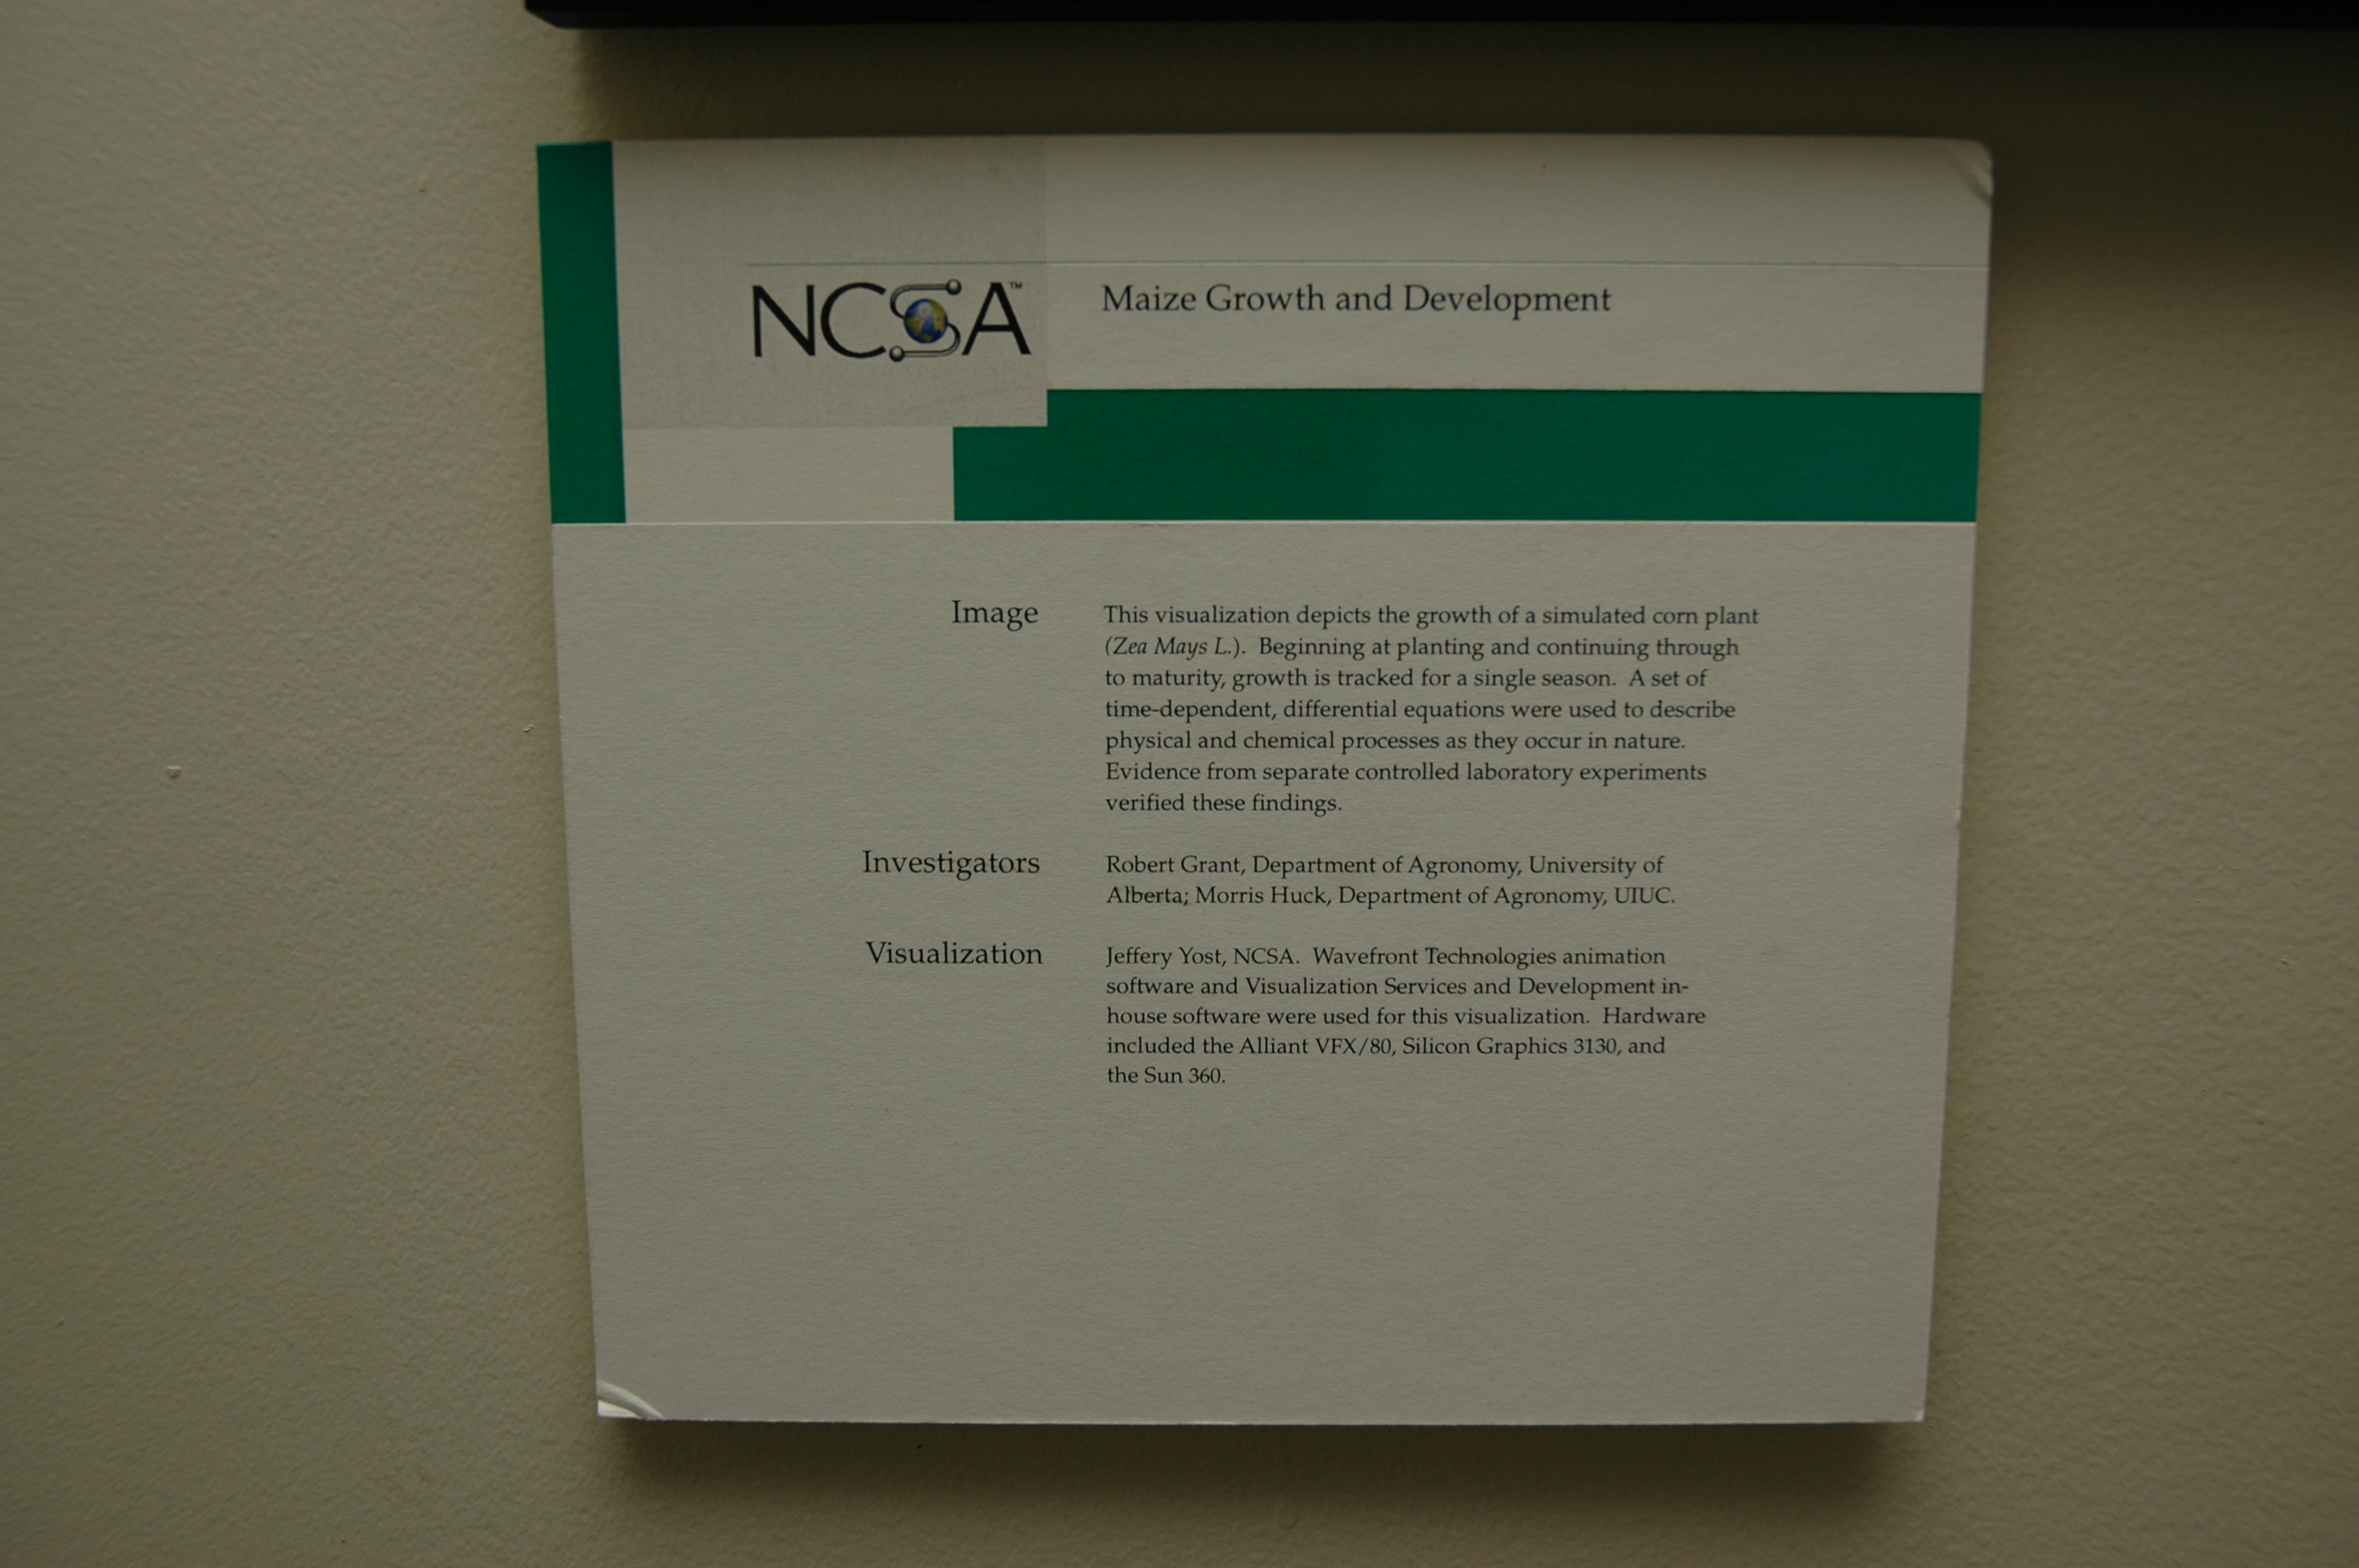 NCSA™
Maize Growth and Development
Image
This visualization depicts the growth of a simulated corn plant
(Zea Mays L.). Beginning at planting and continuing through
to maturity, growth is tracked for a single season. A set of
time-dependent, differential equations were used to describe
physical and chemical processes as they occur in nature.
Evidence from separate controlled laboratory experiments
verified these findings.
Investigators
Robert Grant, Department of Agronomy, University of
Alberta; Morris Huck, Department of Agronomy, UIUC.
Visualization
Jeffery Yost, NCSA. Wavefront Technologies animation
software and Visualization Services and Development in-
house software were used for this visualization. Hardware
included the Alliant VFX/80, Silicon Graphics 3130, and
the Sun 360.